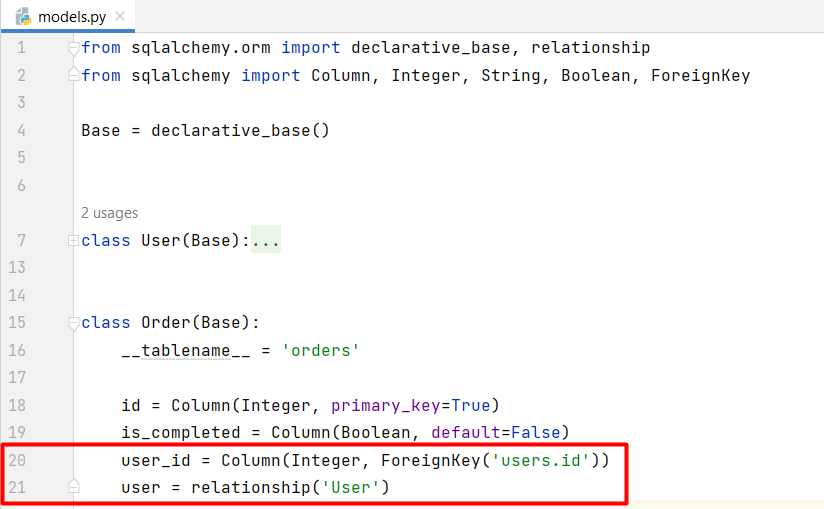 models.py
1 from sqlalchemy.orm import declarative_base, relationship
2 from sqlalchemy import Column, Integer, String, Boolean, ForeignKey
3
4 Base = declarative_base()
5
6
2 usages
7 class User(Base):...
13
14
15 class Order(Base):
16 __tablename__ = 'orders'
17
18 id = Column(Integer, primary_key=True)
19 is_completed = Column(Boolean, default=False)
20 user_id = Column(Integer, ForeignKey('users.id'))
21 user = relationship('User')